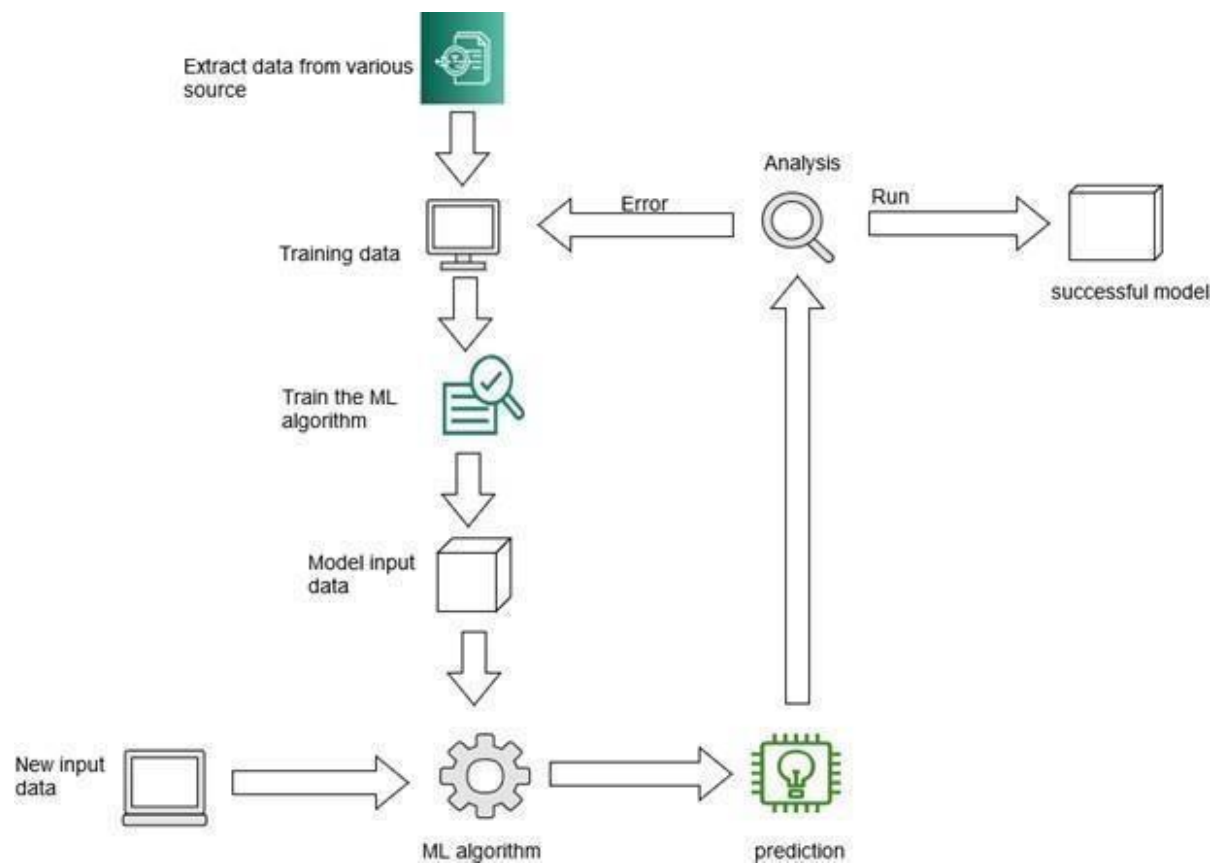 Extract data from various
source
Analysis
Error
Run
Training data
successful model
Train the ML
algorithm
Model input
data
New input
data
ML algorithm
prediction